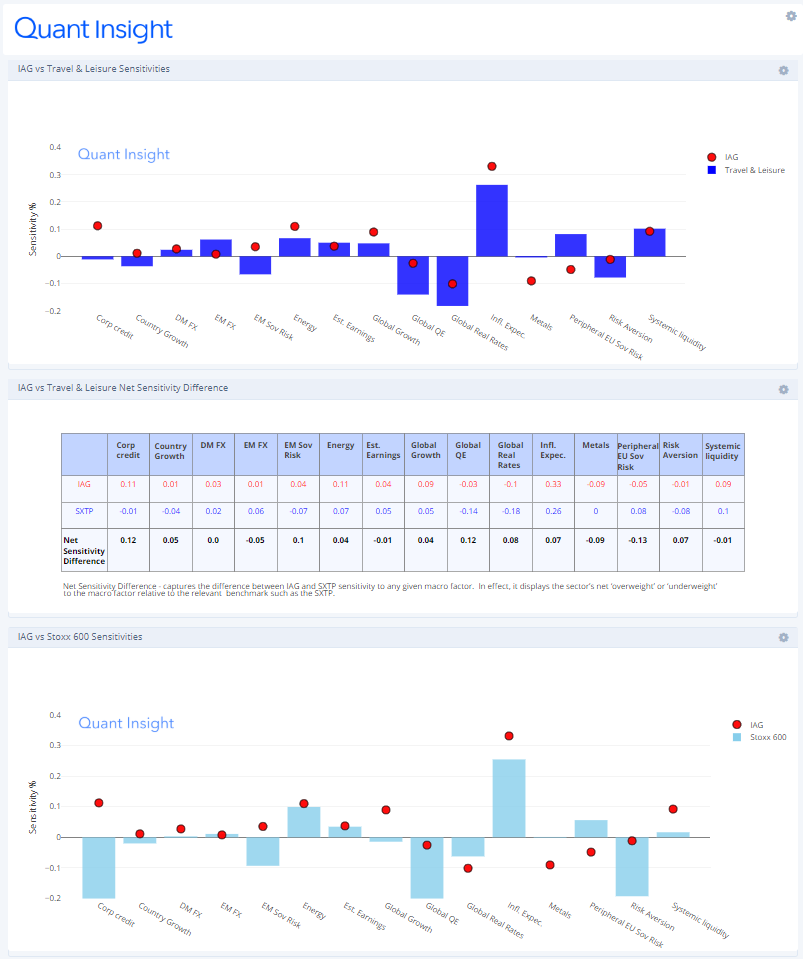 Quant Insight
IAG vs Travel & Leisure Sensitivities
Quant Insight
Sensitivity %
0.4
0.3
0.2
0.1
0
−0.1
−0.2
IAG
Travel & Leisure
Corp credit
Country Growth
DM FX
EM FX
EM Sov Risk
Energy
Est. Earnings
Global Growth
Global QE
Global Real Rates
Infl. Expec.
Metals
Peripheral EU Sov Risk
Risk Aversion
Systemic liquidity
IAG vs Travel & Leisure Net Sensitivity Difference
Corp credit Country Growth DM FX EM FX EM Sov Risk Energy Est. Earnings Global Growth Global QE Global Real Rates Infl. Expec. Metals Peripheral EU Sov Risk Risk Aversion Systemic liquidity
IAG 0.11 0.01 0.03 0.01 0.04 0.11 0.04 0.09 -0.03 -0.1 0.33 -0.09 -0.05 -0.01 0.09
SXTP -0.01 -0.04 0.02 0.06 -0.07 0.07 0.05 0.05 -0.14 -0.18 0.26 0 0.08 -0.08 0.1
Net Sensitivity Difference 0.12 0.05 0.0 -0.05 0.1 0.04 -0.01 0.04 0.12 0.08 0.07 -0.09 -0.13 0.07 -0.01
Net Sensitivity Difference - captures the difference between IAG and SXTP sensitivity to any given macro factor. In effect, it displays the sector's net 'overweight' or 'underweight'
to the macro factor relative to the relevant benchmark such as the SXTP.
IAG vs Stoxx 600 Sensitivities
Quant Insight
Sensitivity %
0.4
0.3
0.2
0.1
0
−0.1
−0.2
IAG
Stoxx 600
Corp credit
Country Growth
DM FX
EM FX
EM Sov Risk
Energy
Est. Earnings
Global Growth
Global QE
Global Real Rates
Infl. Expec.
Metals
Peripheral EU Sov Risk
Risk Aversion
Systemic liquidity